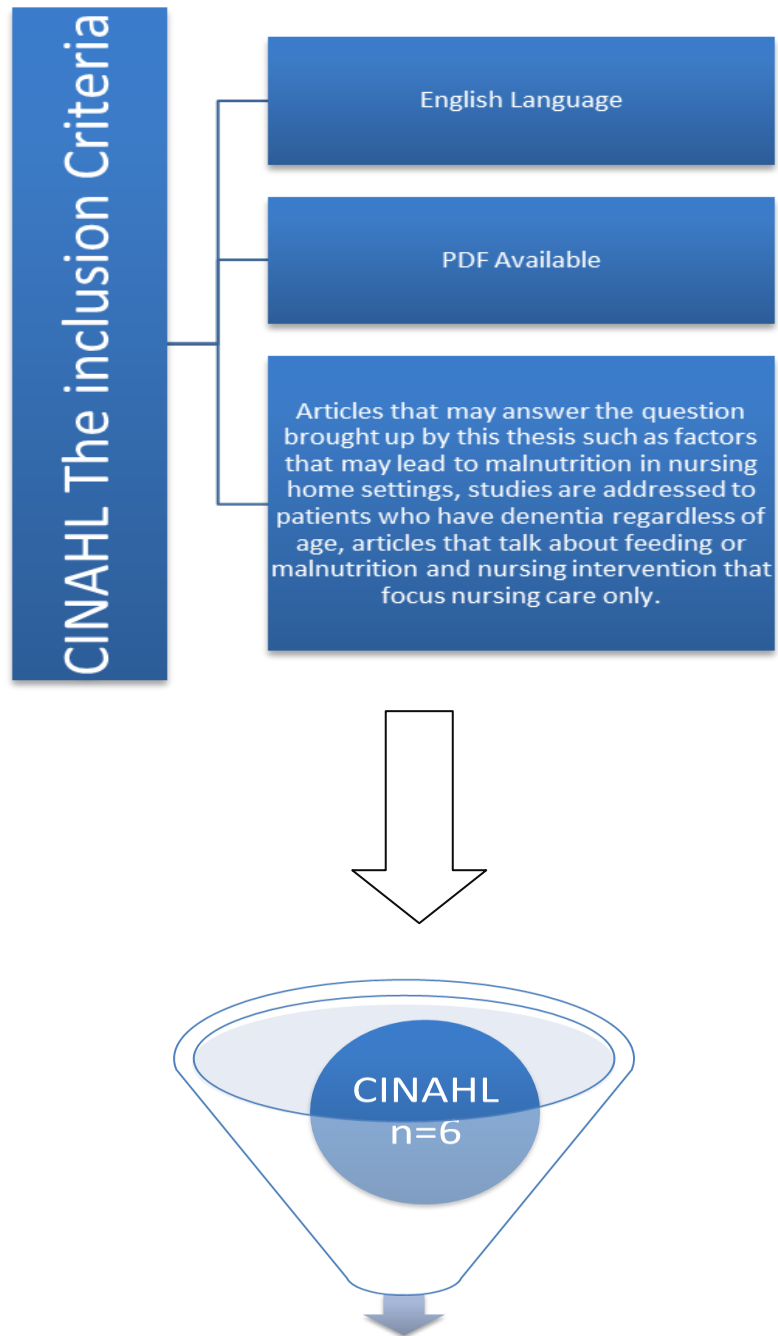 CINAHL The inclusion Criteria
English Language
PDF Available
Articles that may answer the question
brought up by this thesis such as factors
that may lead to malnutrition in nursing
home settings, studies are addressed to
patients who have denentia regardless of
age, articles that talk about feeding or
malnutrition and nursing intervention that
focus nursing care only.
CINAHL
n=6